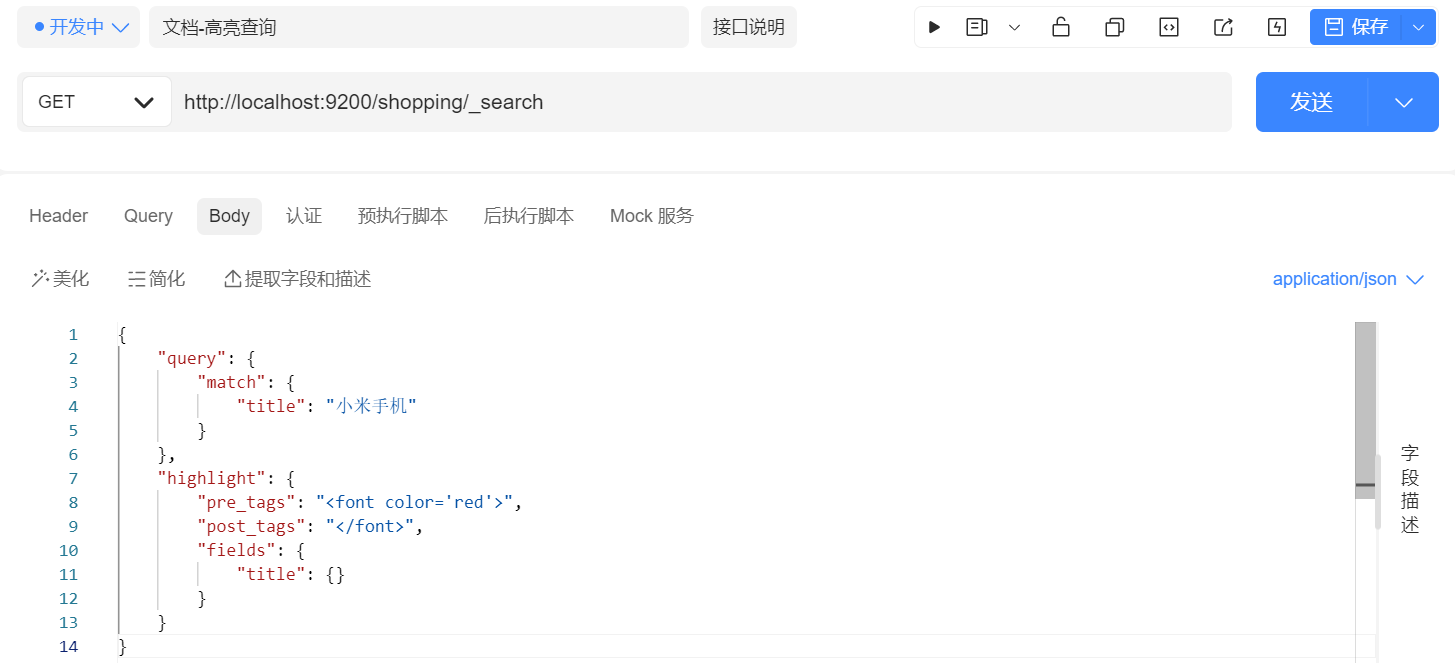 开发中 文档-高亮查询 接口说明 保存
GET http://localhost:9200/shopping/_search 发送
Header Query Body 认证 预执行脚本 后执行脚本 Mock 服务
美化 简化 提取字段和描述 application/json
1 {
2 "query": {
3 "match": {
4 "title": "小米手机"
5 }
6 },
7 "highlight": {
8 "pre_tags": "<font color='red'>",
9 "post_tags": "</font>",
10 "fields": {
11 "title": {}
12 }
13 }
14 }
字段描述